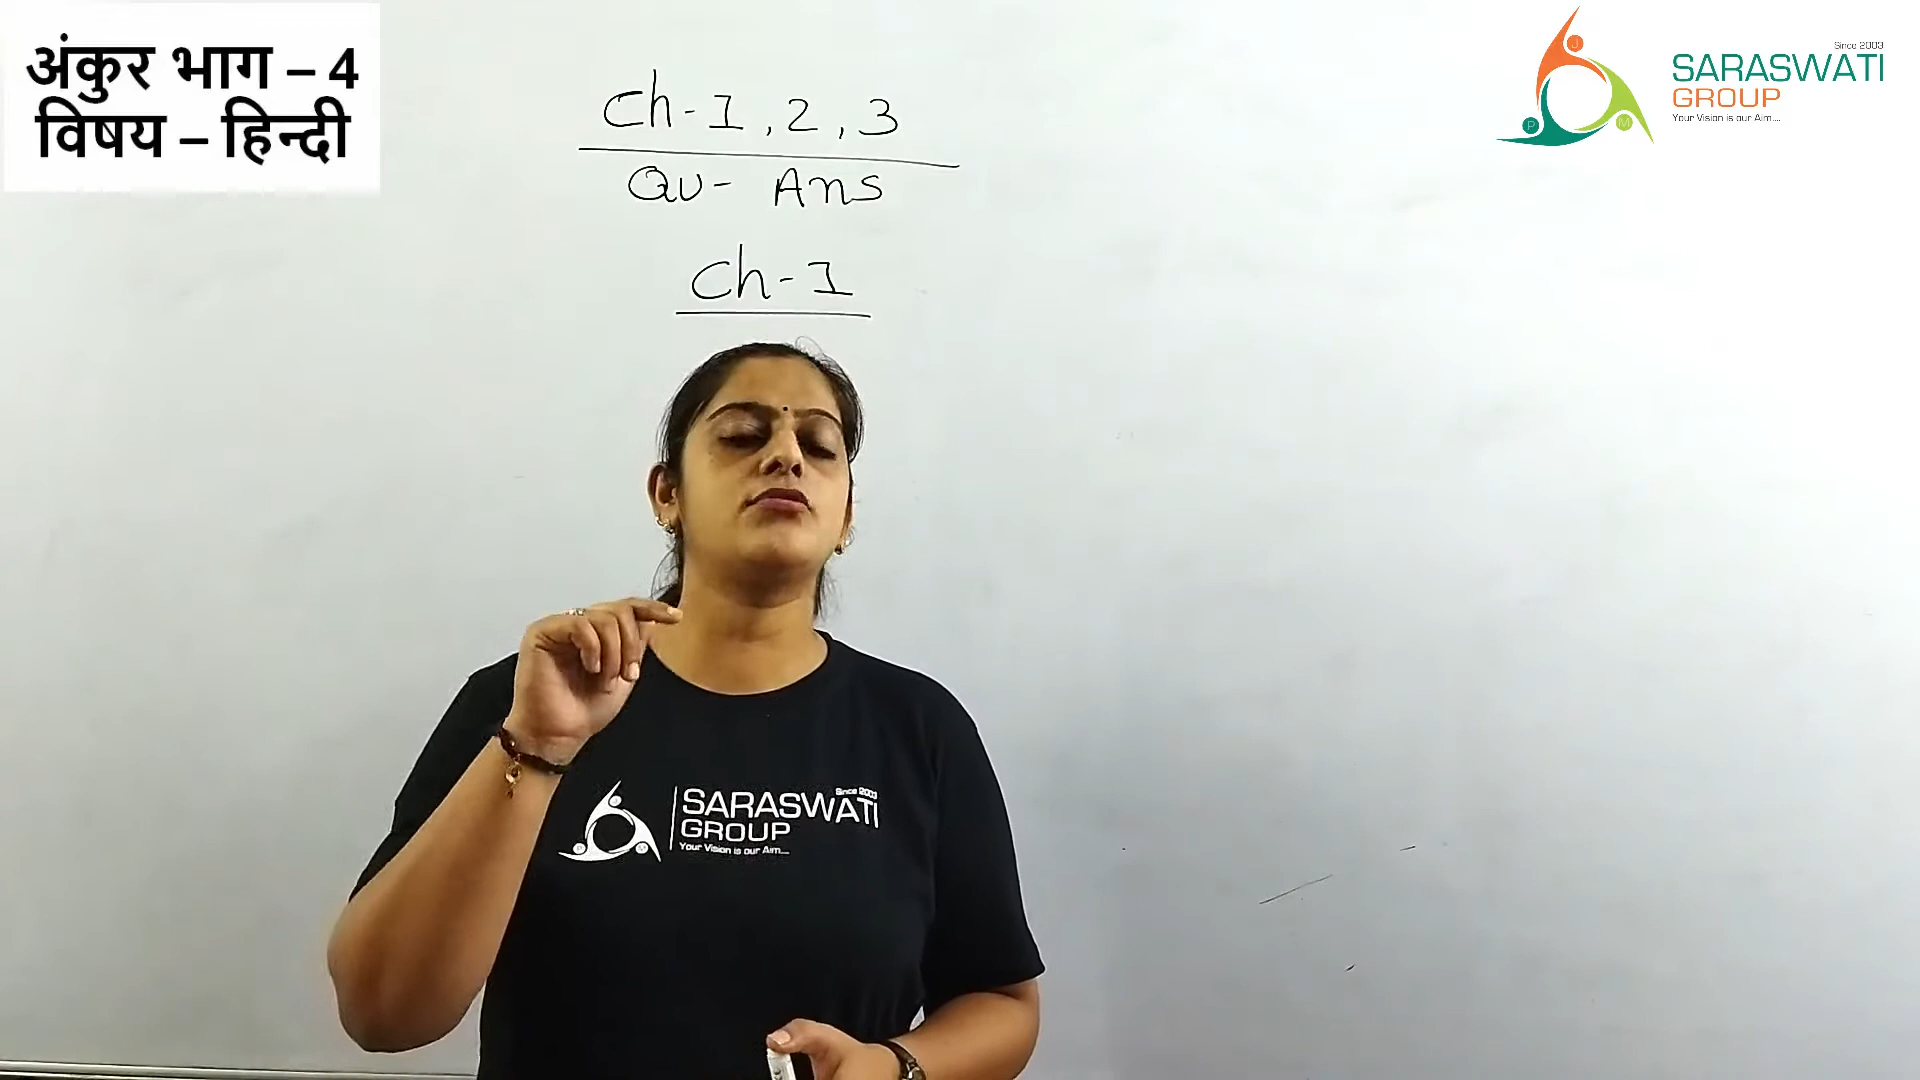 अंकुर भाग – 4
विषय – हिन्दी
Ch-1, 2, 3
Qu- Ans
Ch-1
Since 2003
SARASWATI
GROUP
Your Vision is our Aim....
J
P
M
Since 2003
SARASWATI
GROUP
Your Vision is our Aim....
P
M